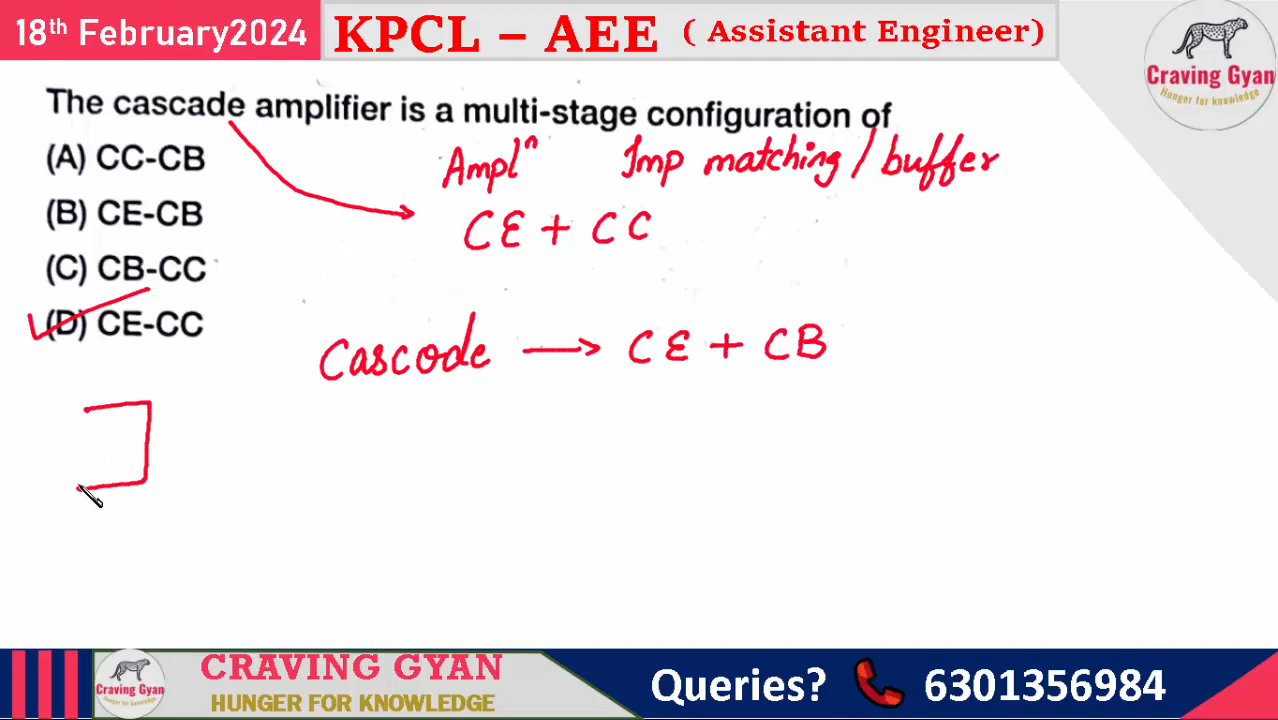 18th February2024
KPCL – AEE ( Assistant Engineer)
Craving Gyan
Hunger for knowledge
The cascade amplifier is a multi-stage configuration of
(A) CC-CB
(B) CE-CB
(C) CB-CC
(D) CE-CC
Amplⁿ Imp matching / buffer
CE + CC
Cascode → CE + CB
Craving Gyan
CRAVING GYAN
HUNGER FOR KNOWLEDGE
Queries? 6301356984